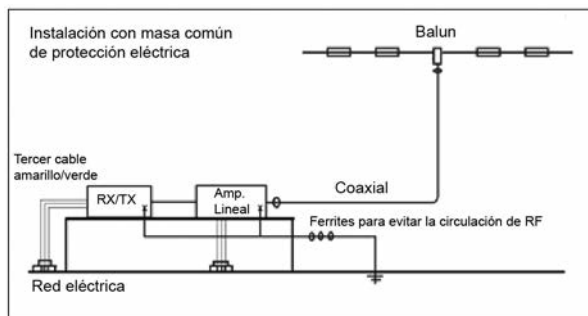 Instalación con masa común
de protección eléctrica
Balun
Tercer cable
amarillo/verde
RX/TX
Amp.
Lineal
Coaxial
Ferrites para evitar la circulación de RF
Red eléctrica